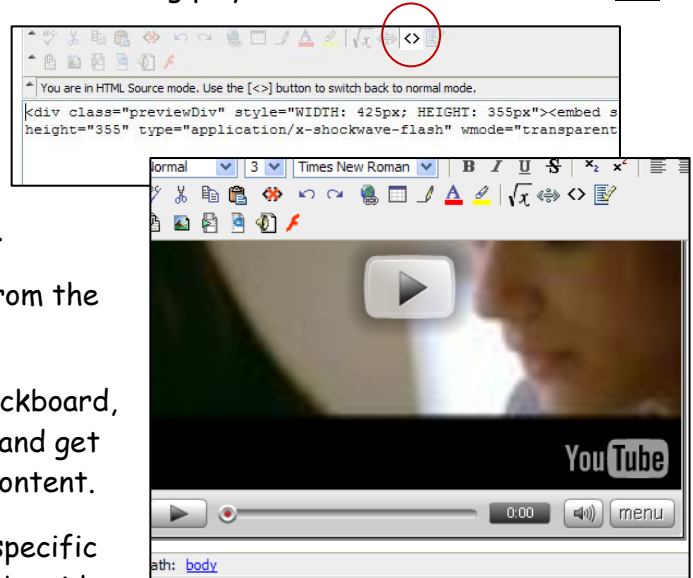 You are in HTML Source mode. Use the [<>] button to switch back to normal mode.
<div class="previewDiv" style="WIDTH: 425px; HEIGHT: 355px"><embed s
height="355" type="application/x-shockwave-flash" wmode="transparent
Normal 3 Times New Roman B I U S x₂ x²
rom the
ckboard,
and get
ontent.
YouTube
0:00 menu
specific
ath: body